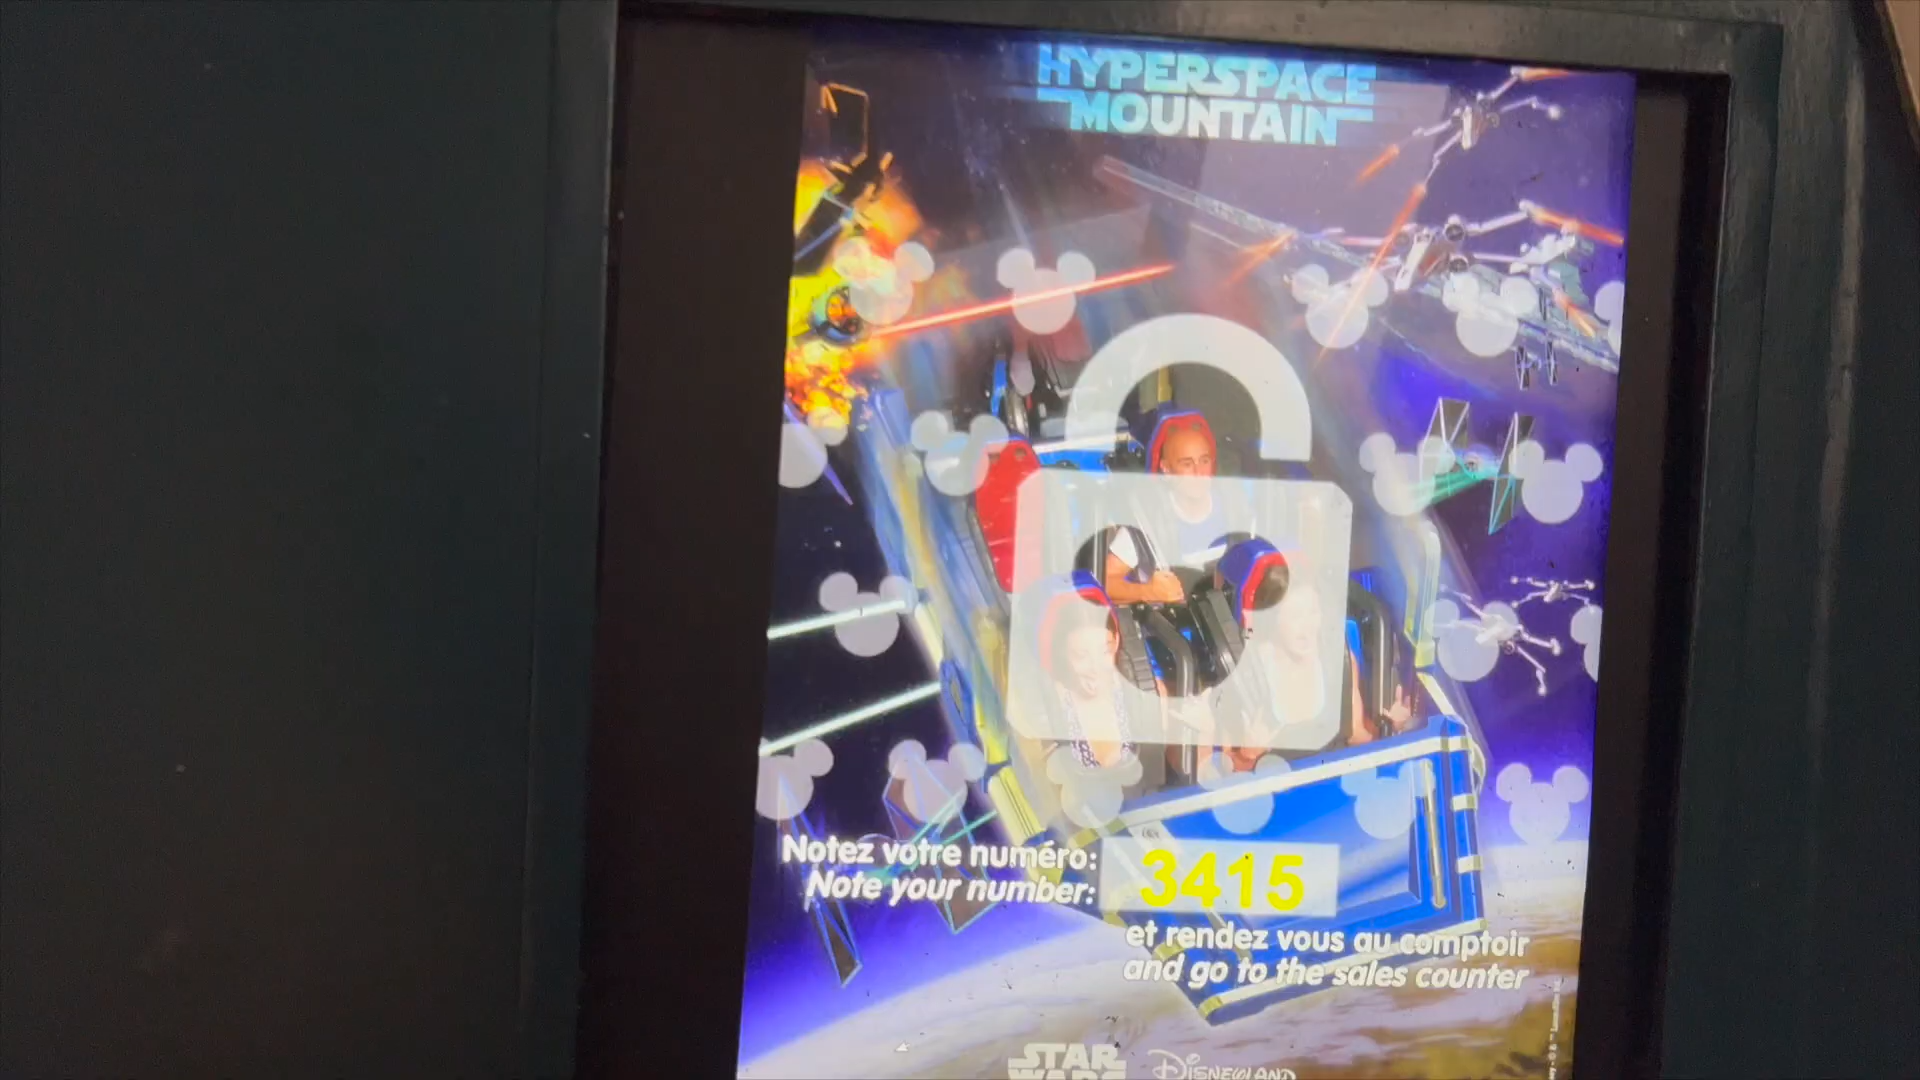 HYPERSPACE
MOUNTAIN
Notez votre numéro:
Note your number:
3415
et rendez vous au comptoir
and go to the sales counter
STAR
WARS
DISNEYLAND